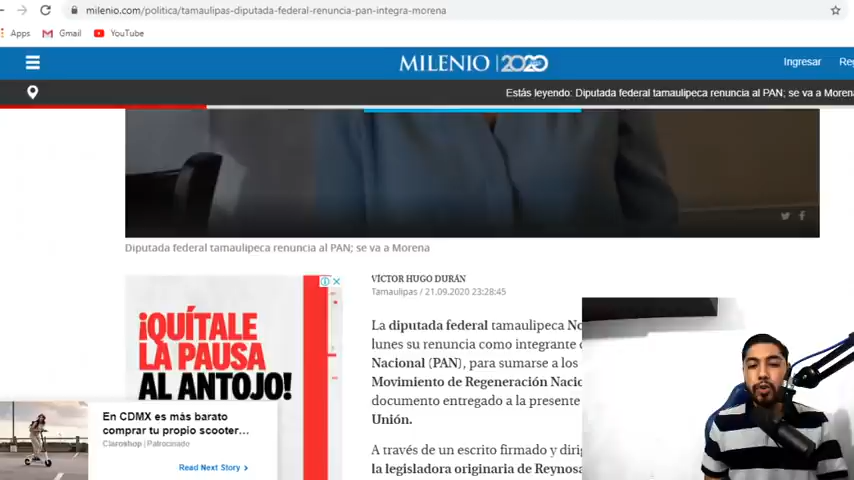 milenio.com/politica/tamaulipas-diputada-federal-renuncia-pan-integra-morena
Apps Gmail YouTube
MILENIO 2020
Ingresar
Estás leyendo: Diputada federal tamaulipeca renuncia al PAN; se va a Morena
Diputada federal tamaulipeca renuncia al PAN; se va a Morena
¡QUÍTALE
LA PAUSA
AL ANTOJO!
En CDMX es más barato
comprar tu propio scooter...
Claroshop | Patrocinado
Read Next Story
VÍCTOR HUGO DURÁN
Tamaulipas / 21.09.2020 23:28:45
La diputada federal tamaulipeca
lunes su renuncia como integrante
Nacional (PAN), para sumarse a los
Movimiento de Regeneración
documento entregado a la presente
Unión.
A través de un escrito firmado y
la legisladora originaria de Reynosa